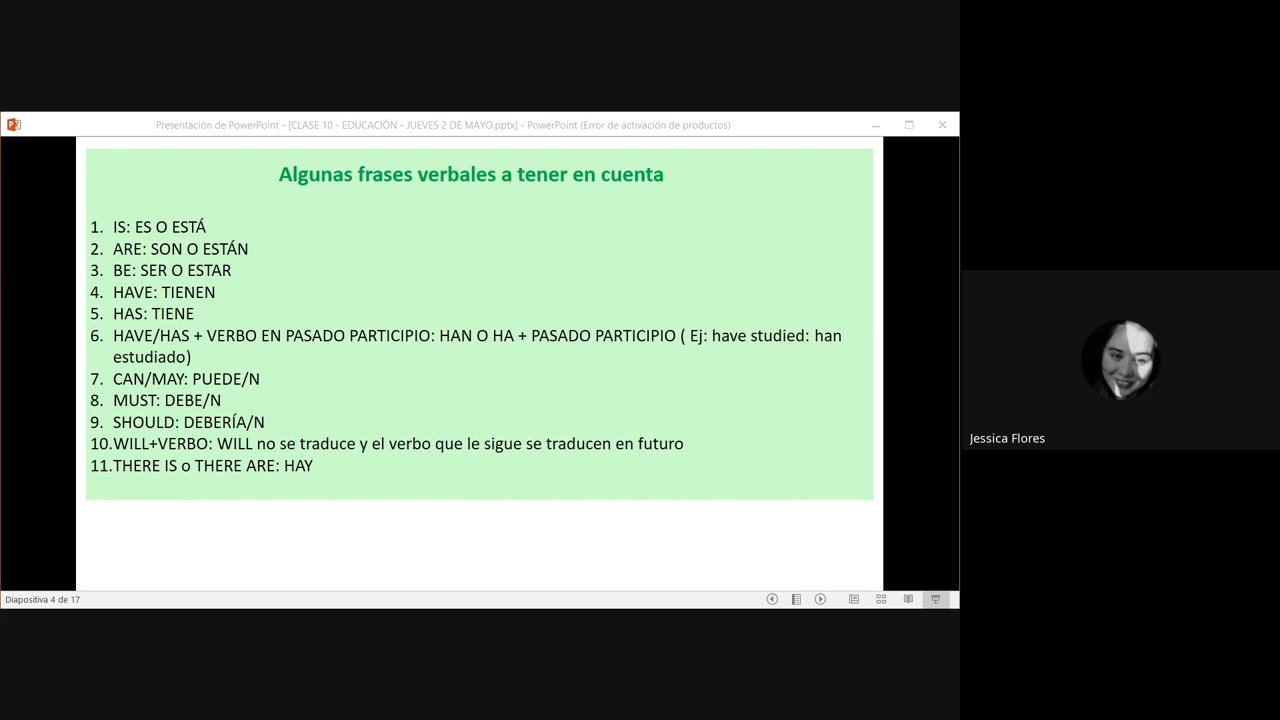 Presentación de PowerPoint - [CLASE 10 - EDUCACIÓN - JUEVES 2 DE MAYO.pptx] - PowerPoint (Error de activación de productos)
Algunas frases verbales a tener en cuenta
1. IS: ES O ESTÁ
2. ARE: SON O ESTÁN
3. BE: SER O ESTAR
4. HAVE: TIENEN
5. HAS: TIENE
6. HAVE/HAS + VERBO EN PASADO PARTICIPIO: HAN O HA + PASADO PARTICIPIO ( Ej: have studied: han
estudiado)
7. CAN/MAY: PUEDE/N
8. MUST: DEBE/N
9. SHOULD: DEBERÍA/N
10.WILL+VERBO: WILL no se traduce y el verbo que le sigue se traducen en futuro
11.THERE IS o THERE ARE: HAY
Diapositiva 4 de 17
Jessica Flores